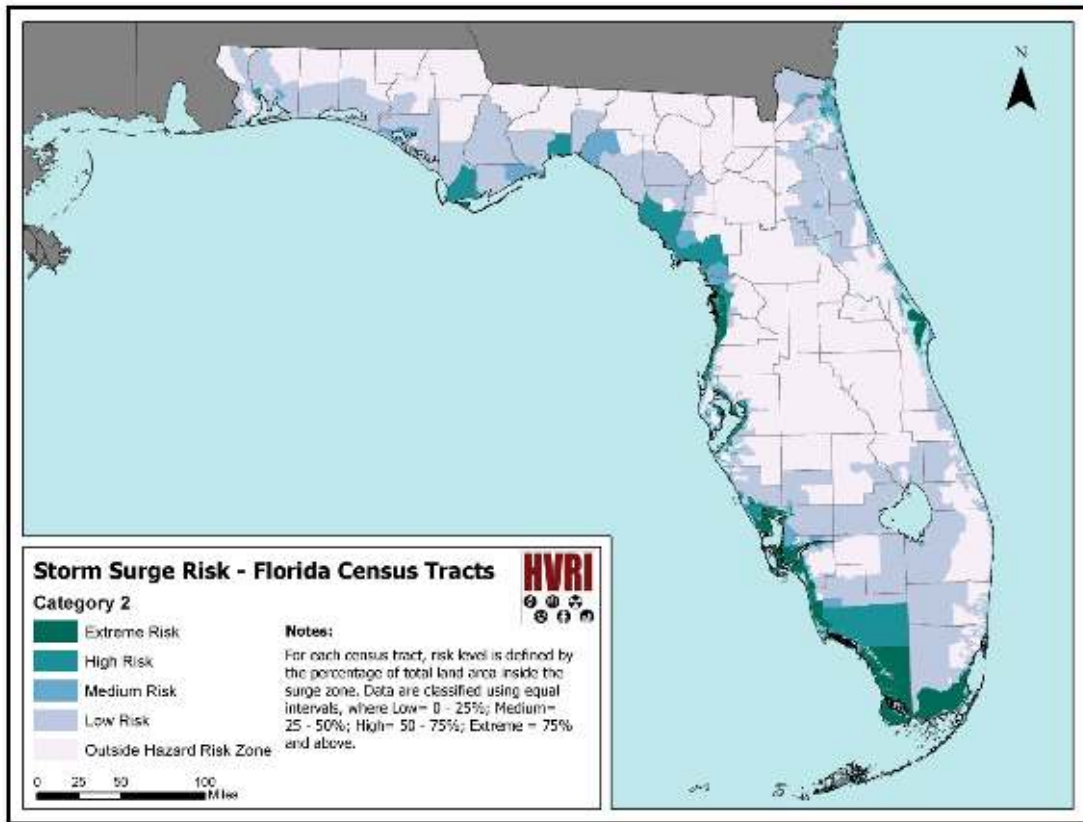 N
Storm Surge Risk - Florida Census Tracts
HVRI
Category 2
Extreme Risk
High Risk
Medium Risk
Low Risk
Outside Hazard Risk Zone
Notes:
For each census tract, risk level is defined by
the percentage of total land area inside the
surge zone. Data are classified using equal
intervals, where Low= 0 - 25%; Medium=
25 - 50%; High= 50 - 75%; Extreme = 75%
and above.
0 25 50 100
Miles